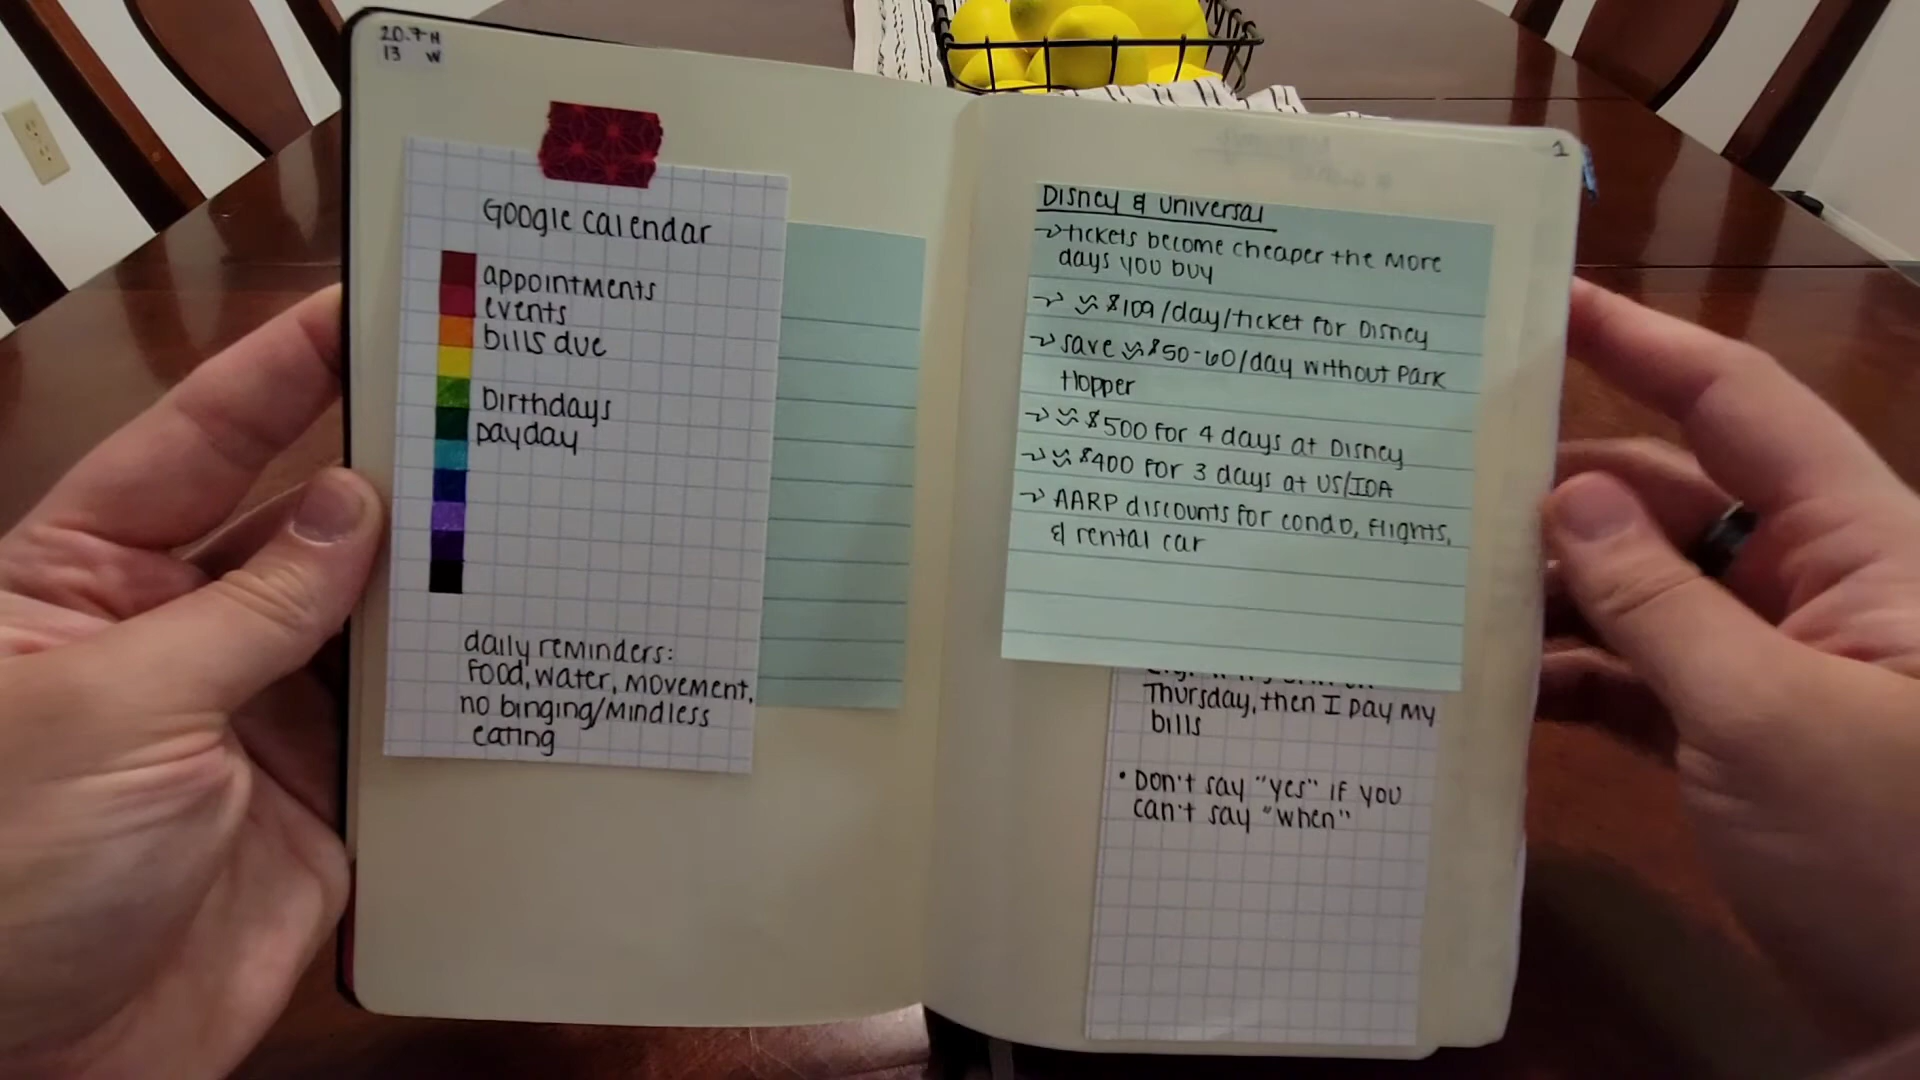 20.7 H
13 W
Google Calendar
appointments
events
bills due
birthdays
payday
daily reminders:
food, water, movement,
no binging/mindless
eating
1
Disney & Universal
→ tickets become cheaper the more
days you buy
→ ≈ $109/day/ticket for Disney
→ save ≈ $50-60/day without Park
Hopper
→ ≈ $500 for 4 days at Disney
→ ≈ $400 for 3 days at US/IOA
→ AARP discounts for condo, flights,
& rental car
Thursday, then I pay my
bills
• Don't say "yes" if you
can't say "when"